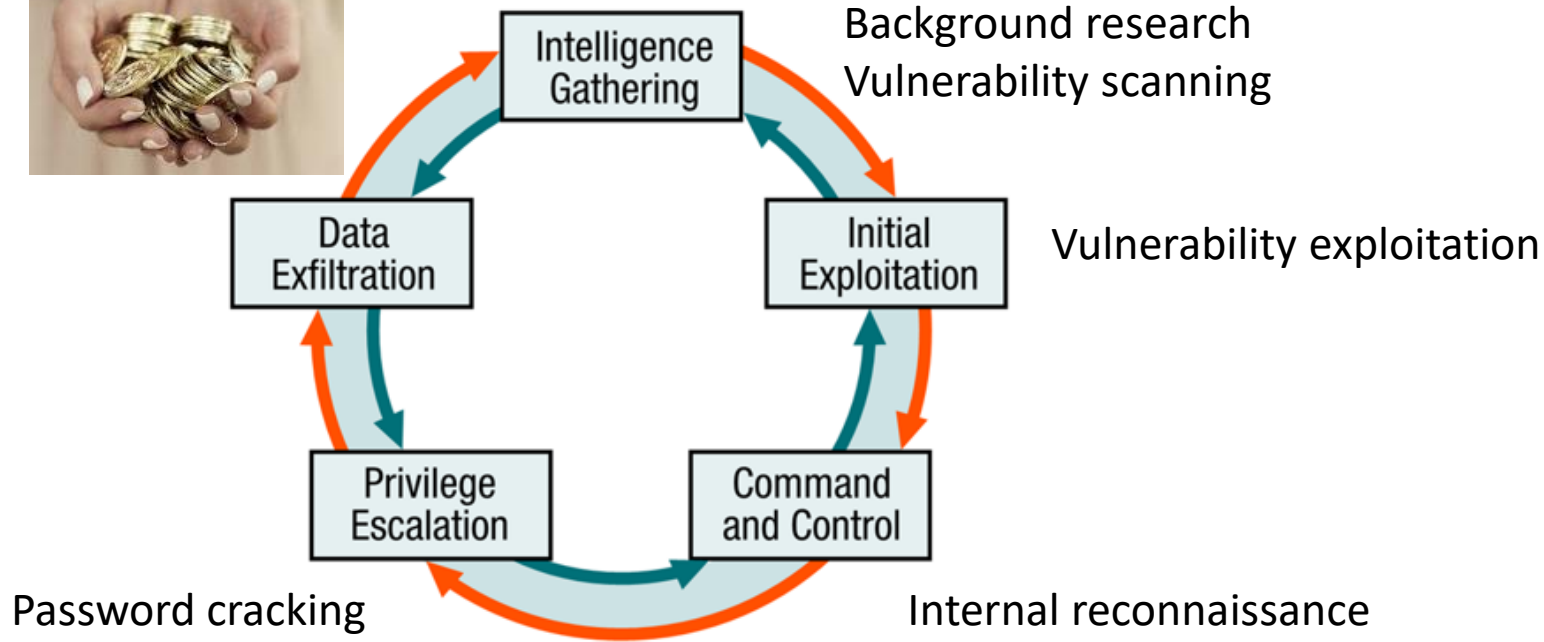 Intelligence
Gathering
Background research
Vulnerability scanning
Data
Exfiltration
Initial
Exploitation
Vulnerability exploitation
Privilege
Escalation
Command
and Control
Password cracking
Internal reconnaissance